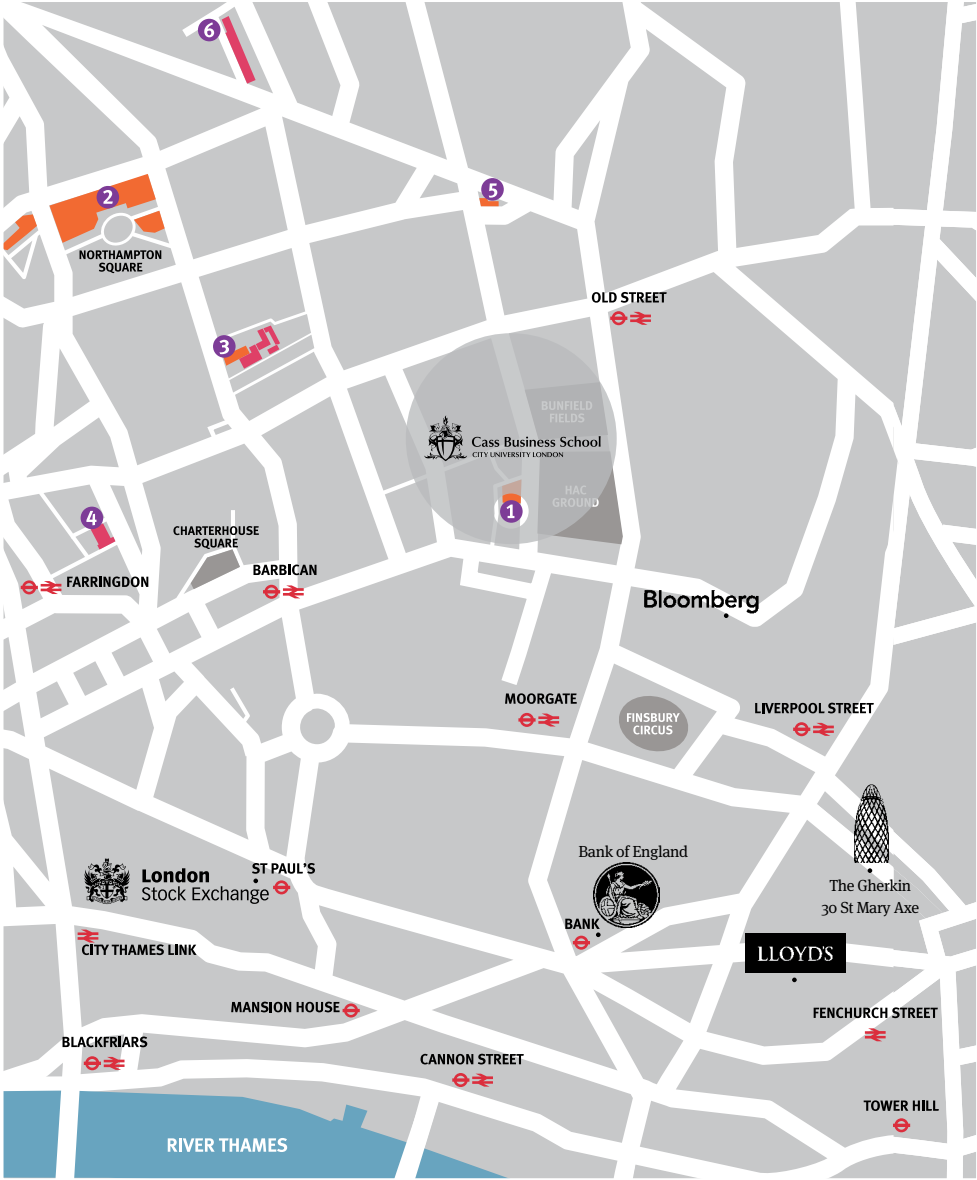 6
2
5
NORTHAMPTON
SQUARE
OLD STREET
3
BUNFIELD
FIELDS
Cass Business School
CITY UNIVERSITY LONDON
HAC
GROUND
1
4
CHARTERHOUSE
SQUARE
BARBICAN
FARRINGDON
Bloomberg
MOORGATE
LIVERPOOL STREET
FINSBURY
CIRCUS
Bank of England
ST PAUL'S
London
Stock Exchange
The Gherkin
30 St Mary Axe
BANK
LLOYD'S
CITY THAMES LINK
MANSION HOUSE
FENCHURCH STREET
BLACKFRIARS
CANNON STREET
TOWER HILL
RIVER THAMES